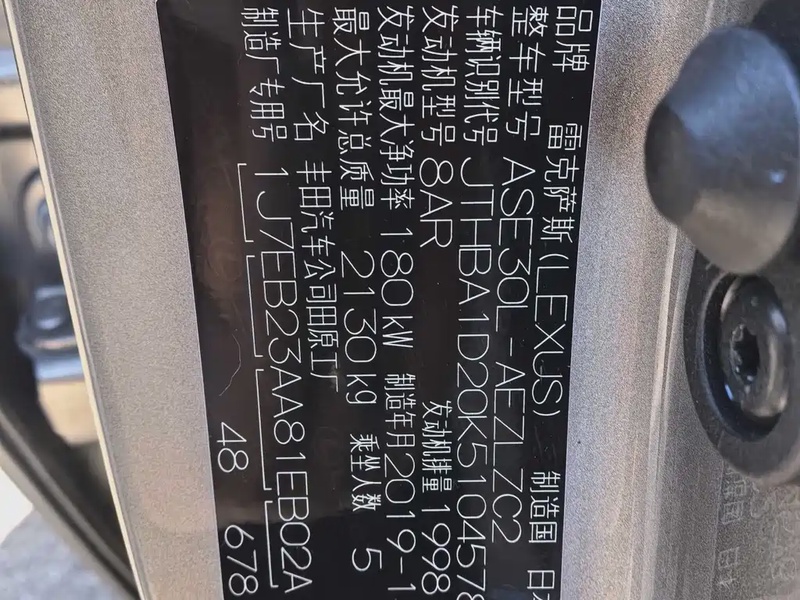 品牌 雷克萨斯(LEXUS) 制造国 日本
整车型号 ASE30L-AEZLZC2
车辆识别代号 JTHBA1D20K5104578
发动机型号 8AR 发动机排量 1998
发动机最大净功率 180kW 制造年月 2019-1
最大允许总质量 2130kg 乘坐人数 5
生产厂名 丰田汽车公司田原工厂
制造厂专用号 1J7EB23AA81EB02A
48 678